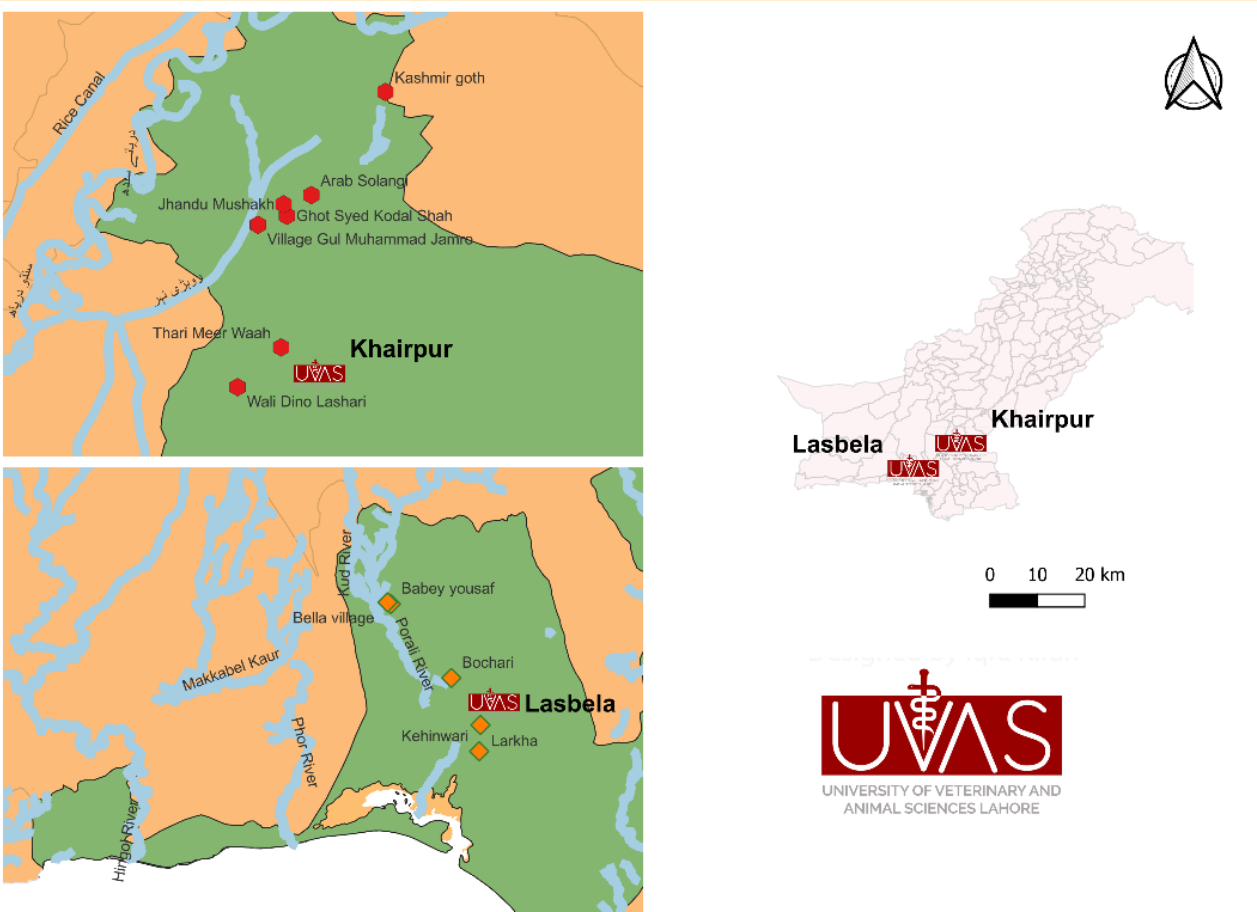 Kashmir goth
Rice Canal
Arab Solangi
Jhandu Mushakh
Ghot Syed Kodal Shah
Village Gul Muhammad Jamro
Thari Meer Waah
Khairpur
UVAS
Wali Dino Lashari
Kud River
Babey yousaf
Bella village
Porali River
Bochari
Makkabel Kaur
UVAS
Lasbela
Kehinwari
Larkha
Phor River
Hingol River
Khairpur
Lasbela
UVAS
UVAS
0 10 20 km
UVAS
UNIVERSITY OF VETERINARY AND
ANIMAL SCIENCES LAHORE